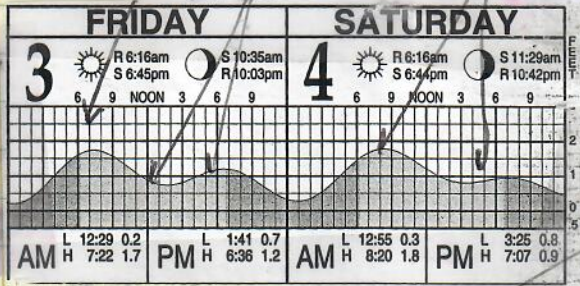 FRIDAY SATURDAY
3 R 6:16am S 10:35am 4 R 6:16am S 11:29am
S 6:45pm R 10:03pm S 6:44pm R 10:42pm
6 9 NOON 3 6 9 6 9 NOON 3 6 9
FEET
2
1
0
.5
AM L 12:29 0.2 PM L 1:41 0.7 AM L 12:55 0.3 PM L 3:25 0.8
H 7:22 1.7 H 6:36 1.2 H 8:20 1.8 H 7:07 0.9